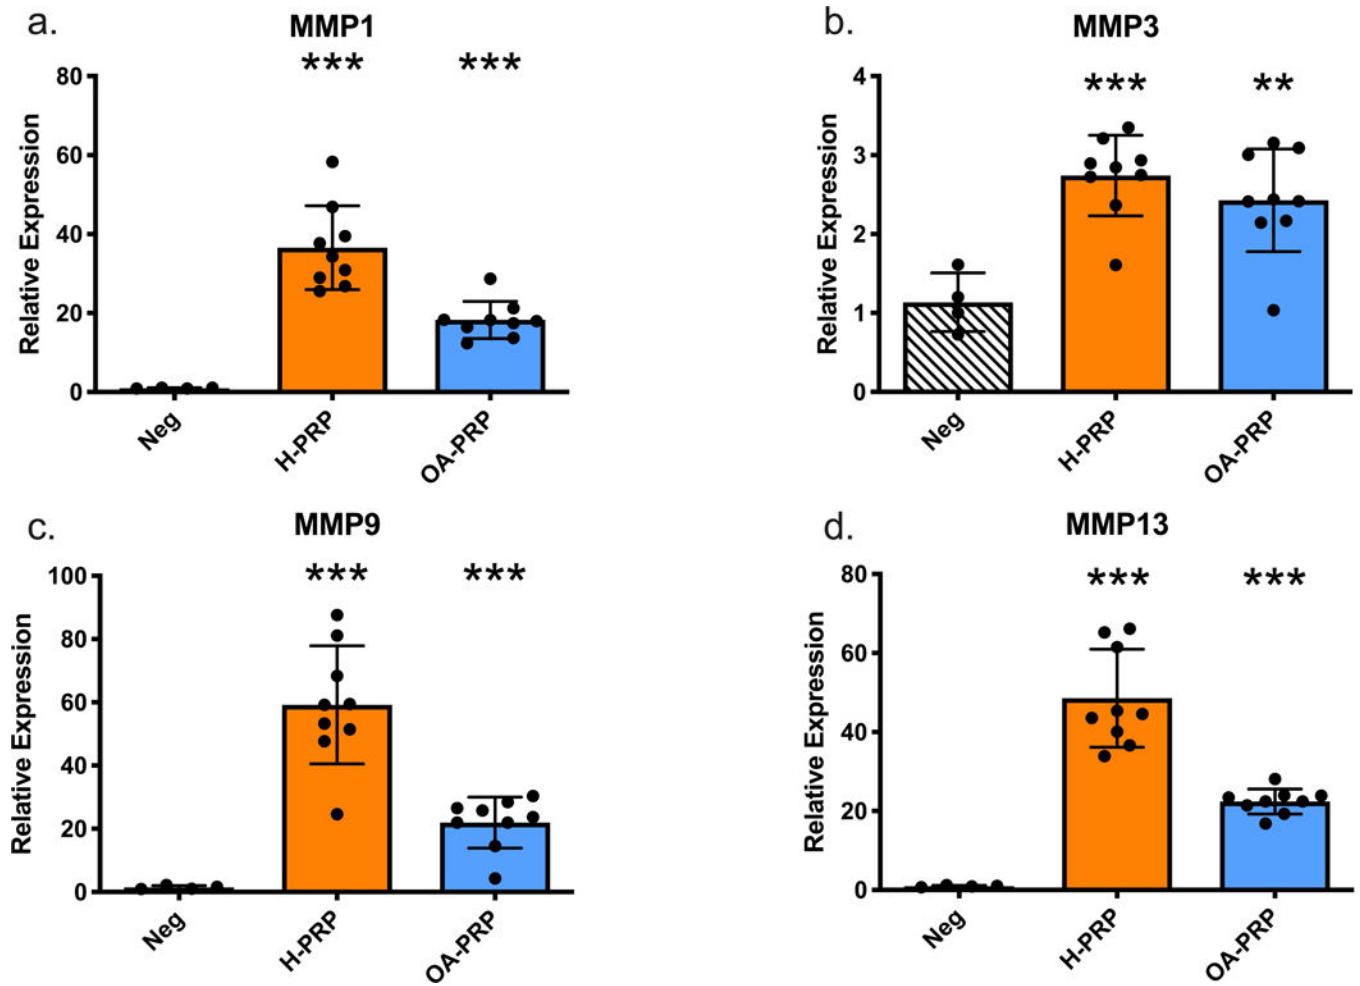 a.
MMP1
*** ***
Relative Expression
80
60
40
20
0
Neg
H-PRP
OA-PRP
b.
MMP3
*** **
Relative Expression
4
3
2
1
0
Neg
H-PRP
OA-PRP
c.
MMP9
*** ***
Relative Expression
100
80
60
40
20
0
Neg
H-PRP
OA-PRP
d.
MMP13
*** ***
Relative Expression
80
60
40
20
0
Neg
H-PRP
OA-PRP